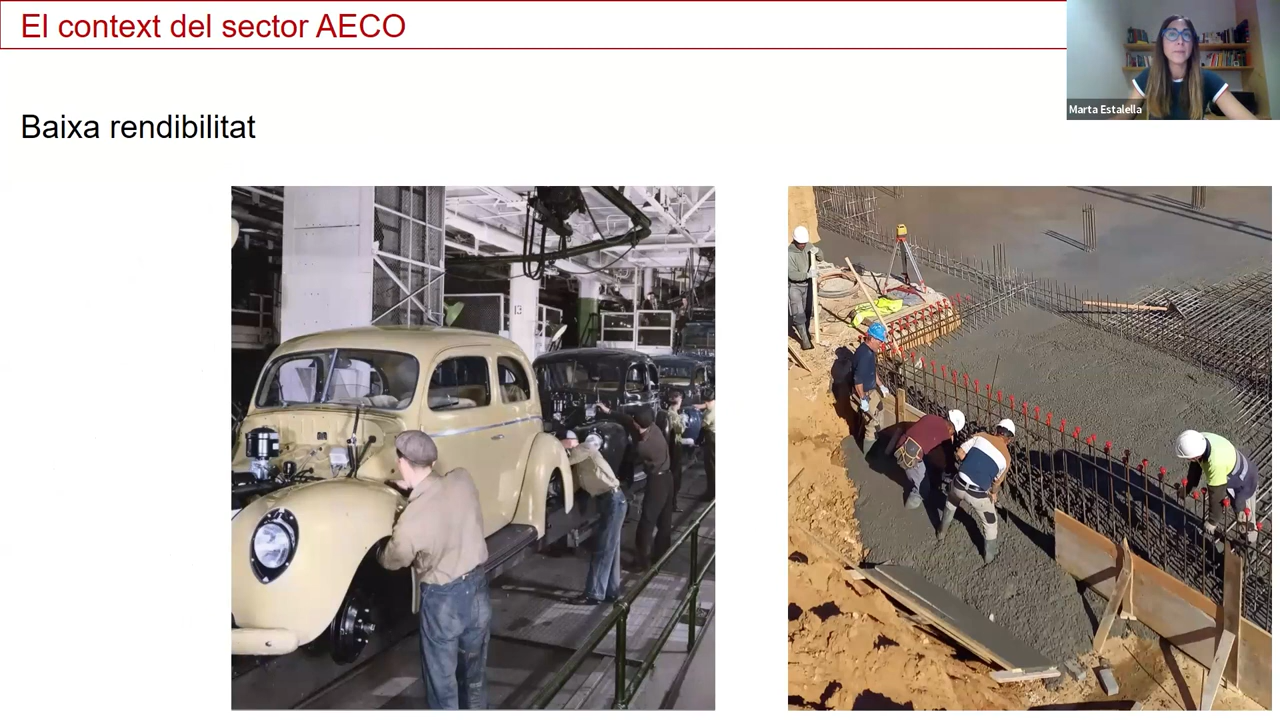 El context del sector AECO
Marta Estalella
Baixa rendibilitat